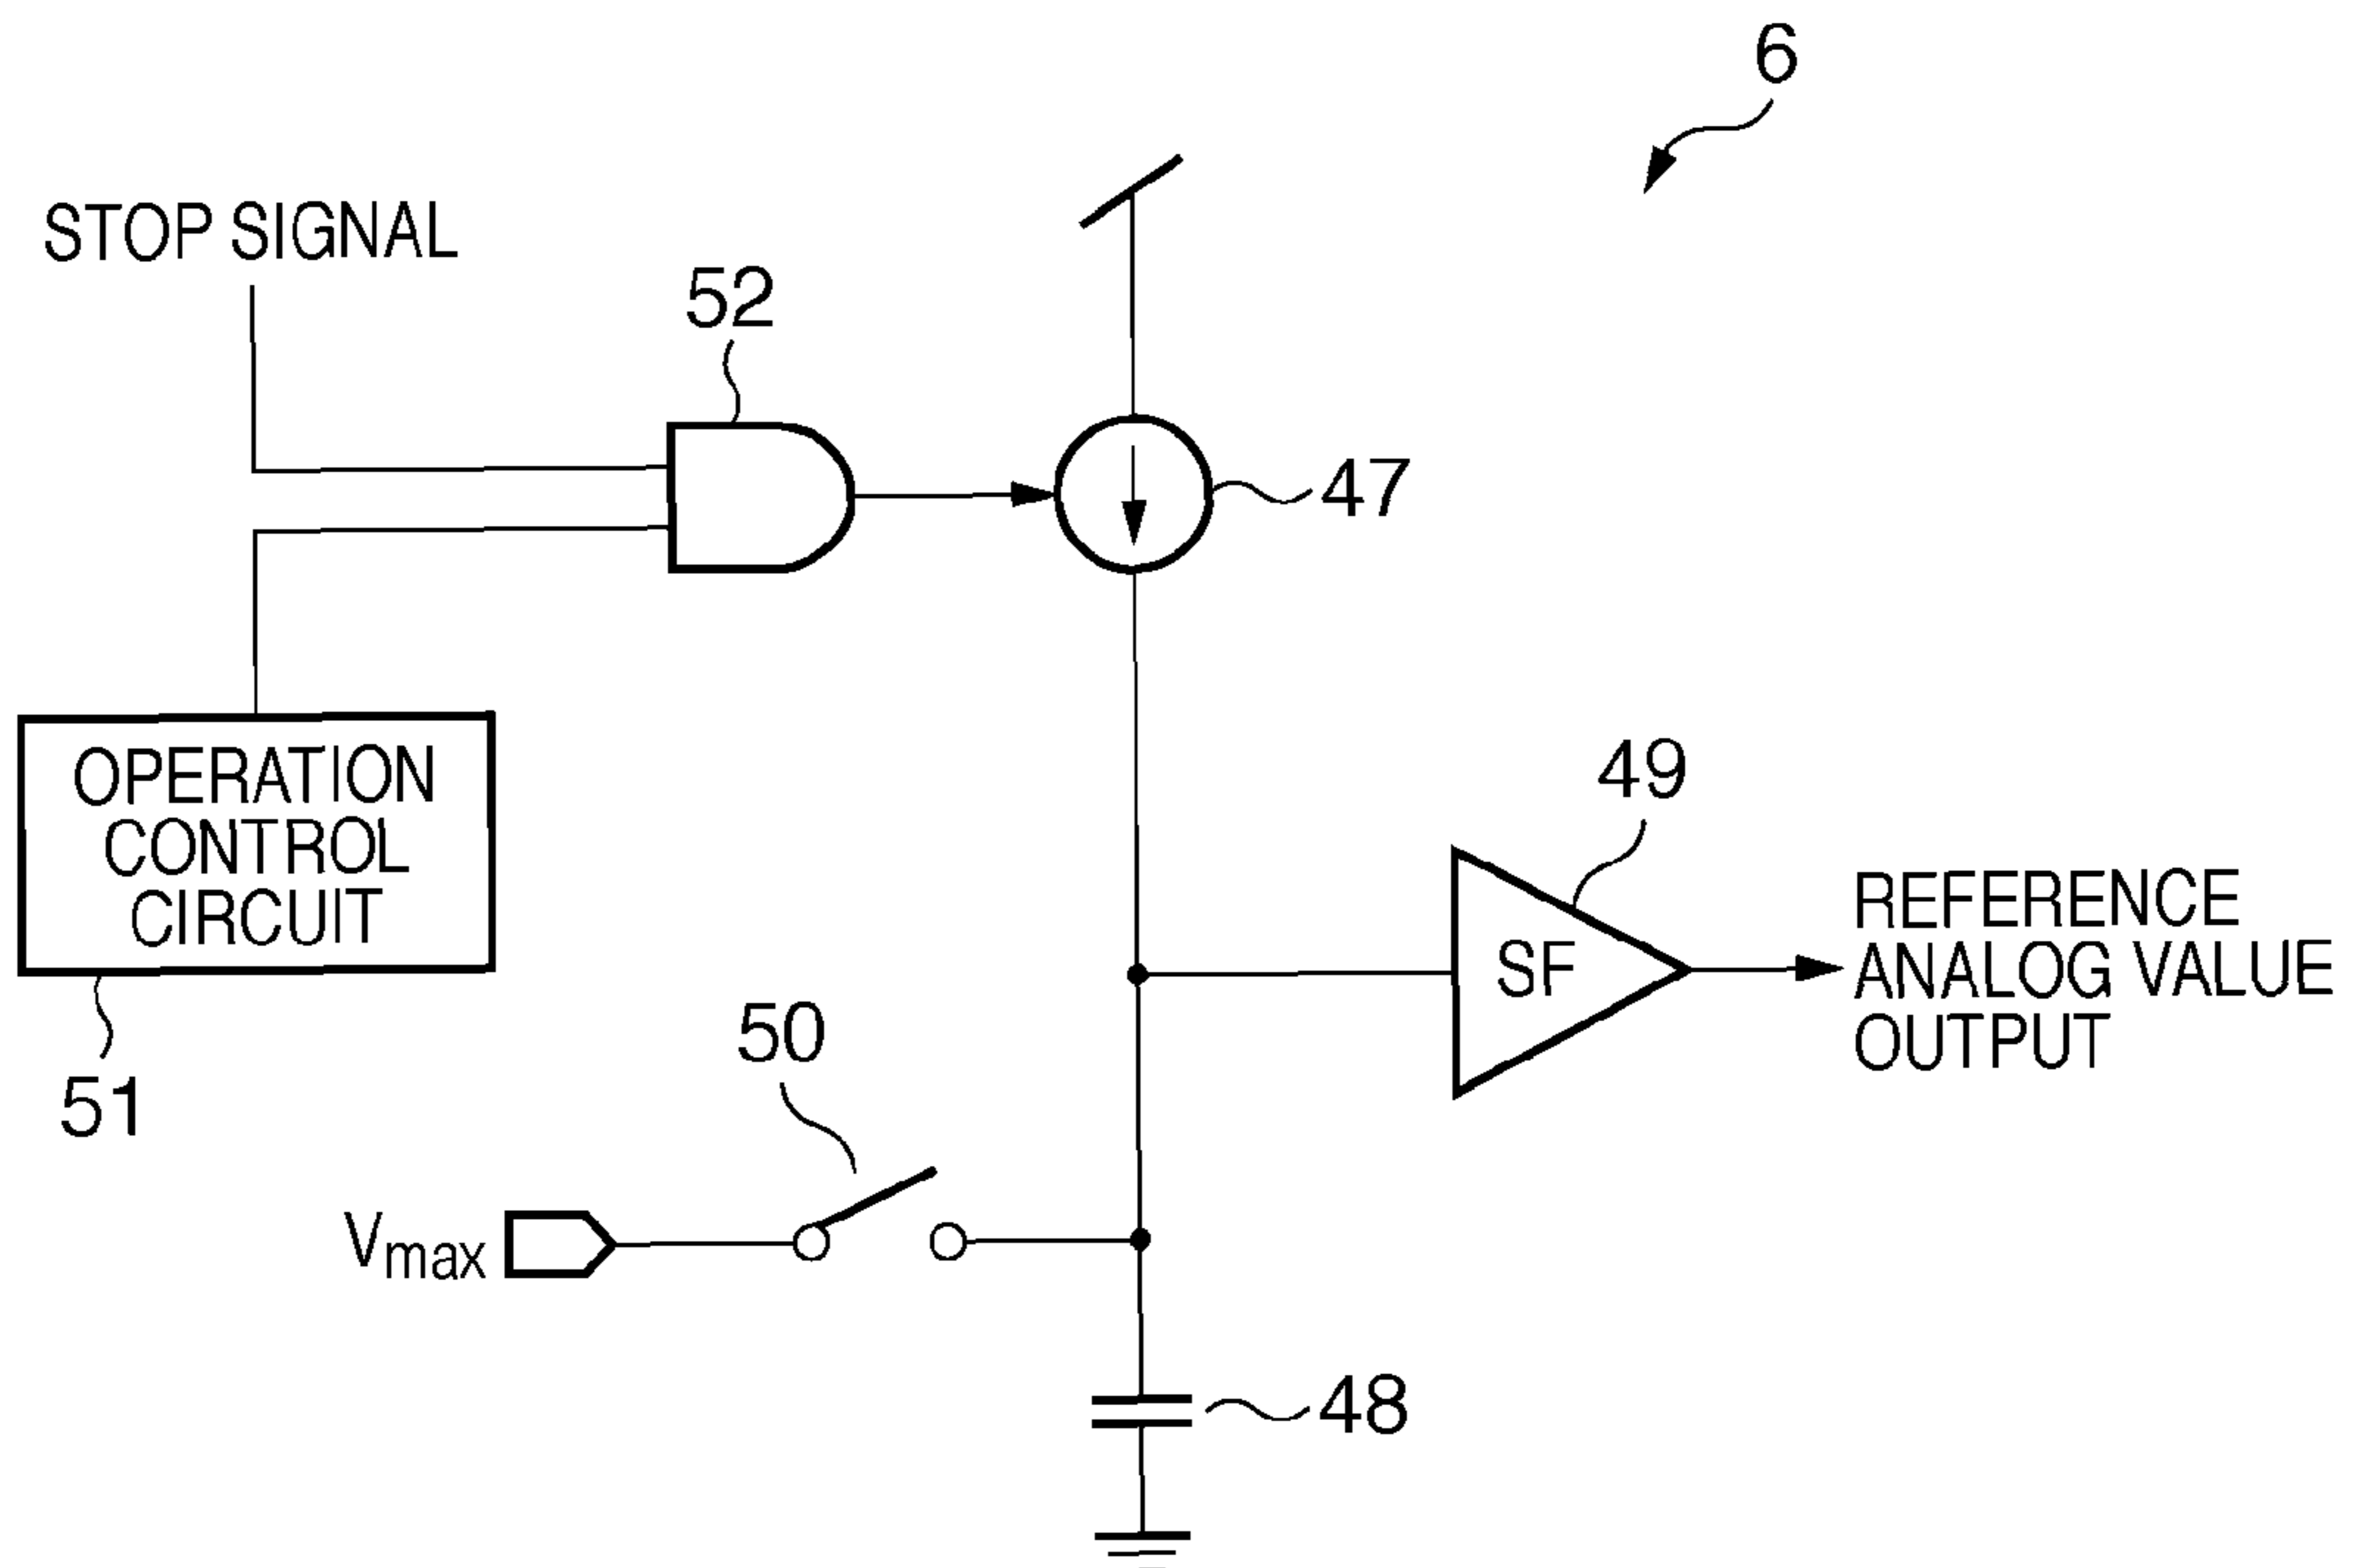 6
STOP SIGNAL
52
47
OPERATION
CONTROL
CIRCUIT
51
49
SF
REFERENCE
ANALOG VALUE
OUTPUT
50
Vmax
48